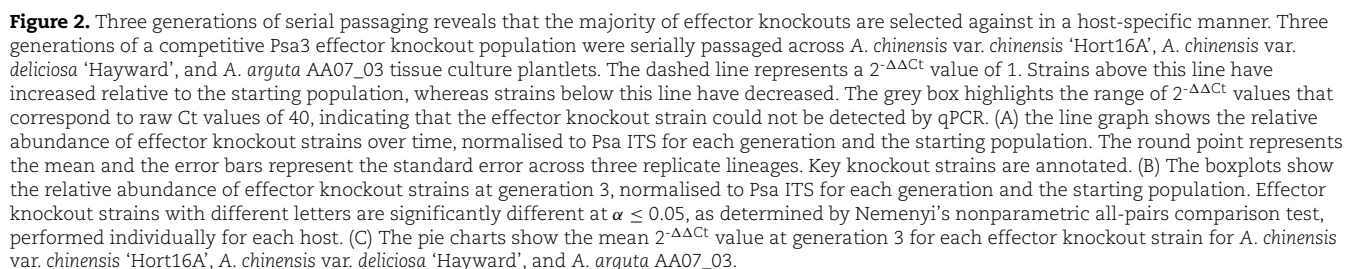 Figure 2. Three generations of serial passaging reveals that the majority of effector knockouts are selected against in a host-specific manner. Three
generations of a competitive Psa3 effector knockout population were serially passaged across A. chinensis var. chinensis ‘Hort16A’, A. chinensis var.
deliciosa ‘Hayward’, and A. arguta AA07_03 tissue culture plantlets. The dashed line represents a 2-ΔΔCt value of 1. Strains above this line have
increased relative to the starting population, whereas strains below this line have decreased. The grey box highlights the range of 2-ΔΔCt values that
correspond to raw Ct values of 40, indicating that the effector knockout strain could not be detected by qPCR. (A) the line graph shows the relative
abundance of effector knockout strains over time, normalised to Psa ITS for each generation and the starting population. The round point represents
the mean and the error bars represent the standard error across three replicate lineages. Key knockout strains are annotated. (B) The boxplots show
the relative abundance of effector knockout strains at generation 3, normalised to Psa ITS for each generation and the starting population. Effector
knockout strains with different letters are significantly different at α ≤ 0.05, as determined by Nemenyi’s nonparametric all-pairs comparison test,
performed individually for each host. (C) The pie charts show the mean 2-ΔΔCt value at generation 3 for each effector knockout strain for A. chinensis
var. chinensis ‘Hort16A’, A. chinensis var. deliciosa ‘Hayward’, and A. arguta AA07_03.